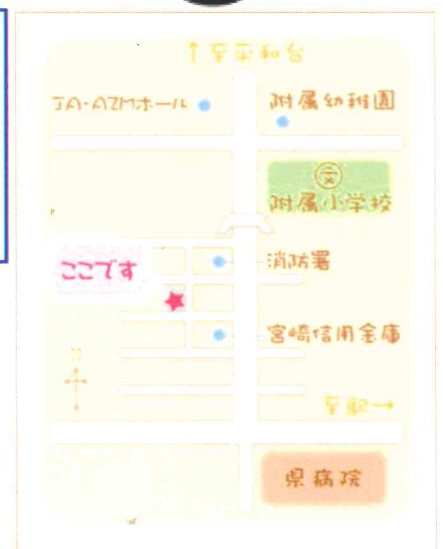 ↑至平和台
JA-AZMホール
附属幼稚園
文
附属小学校
消防署
ここです
宮崎信用金庫
N
至駅→
県病院